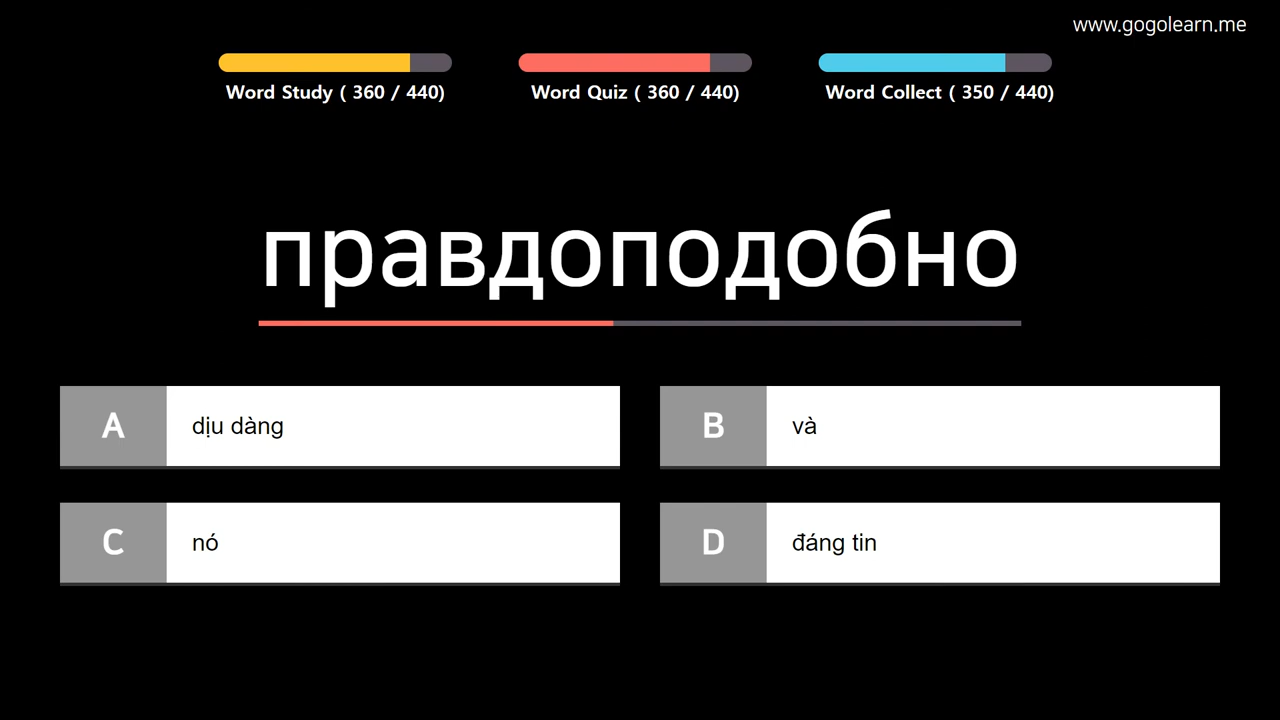 www.gogolearn.me
Word Study ( 360 / 440)
Word Quiz ( 360 / 440)
Word Collect ( 350 / 440)
правдоподобно
A dịu dàng
B và
C nó
D đáng tin